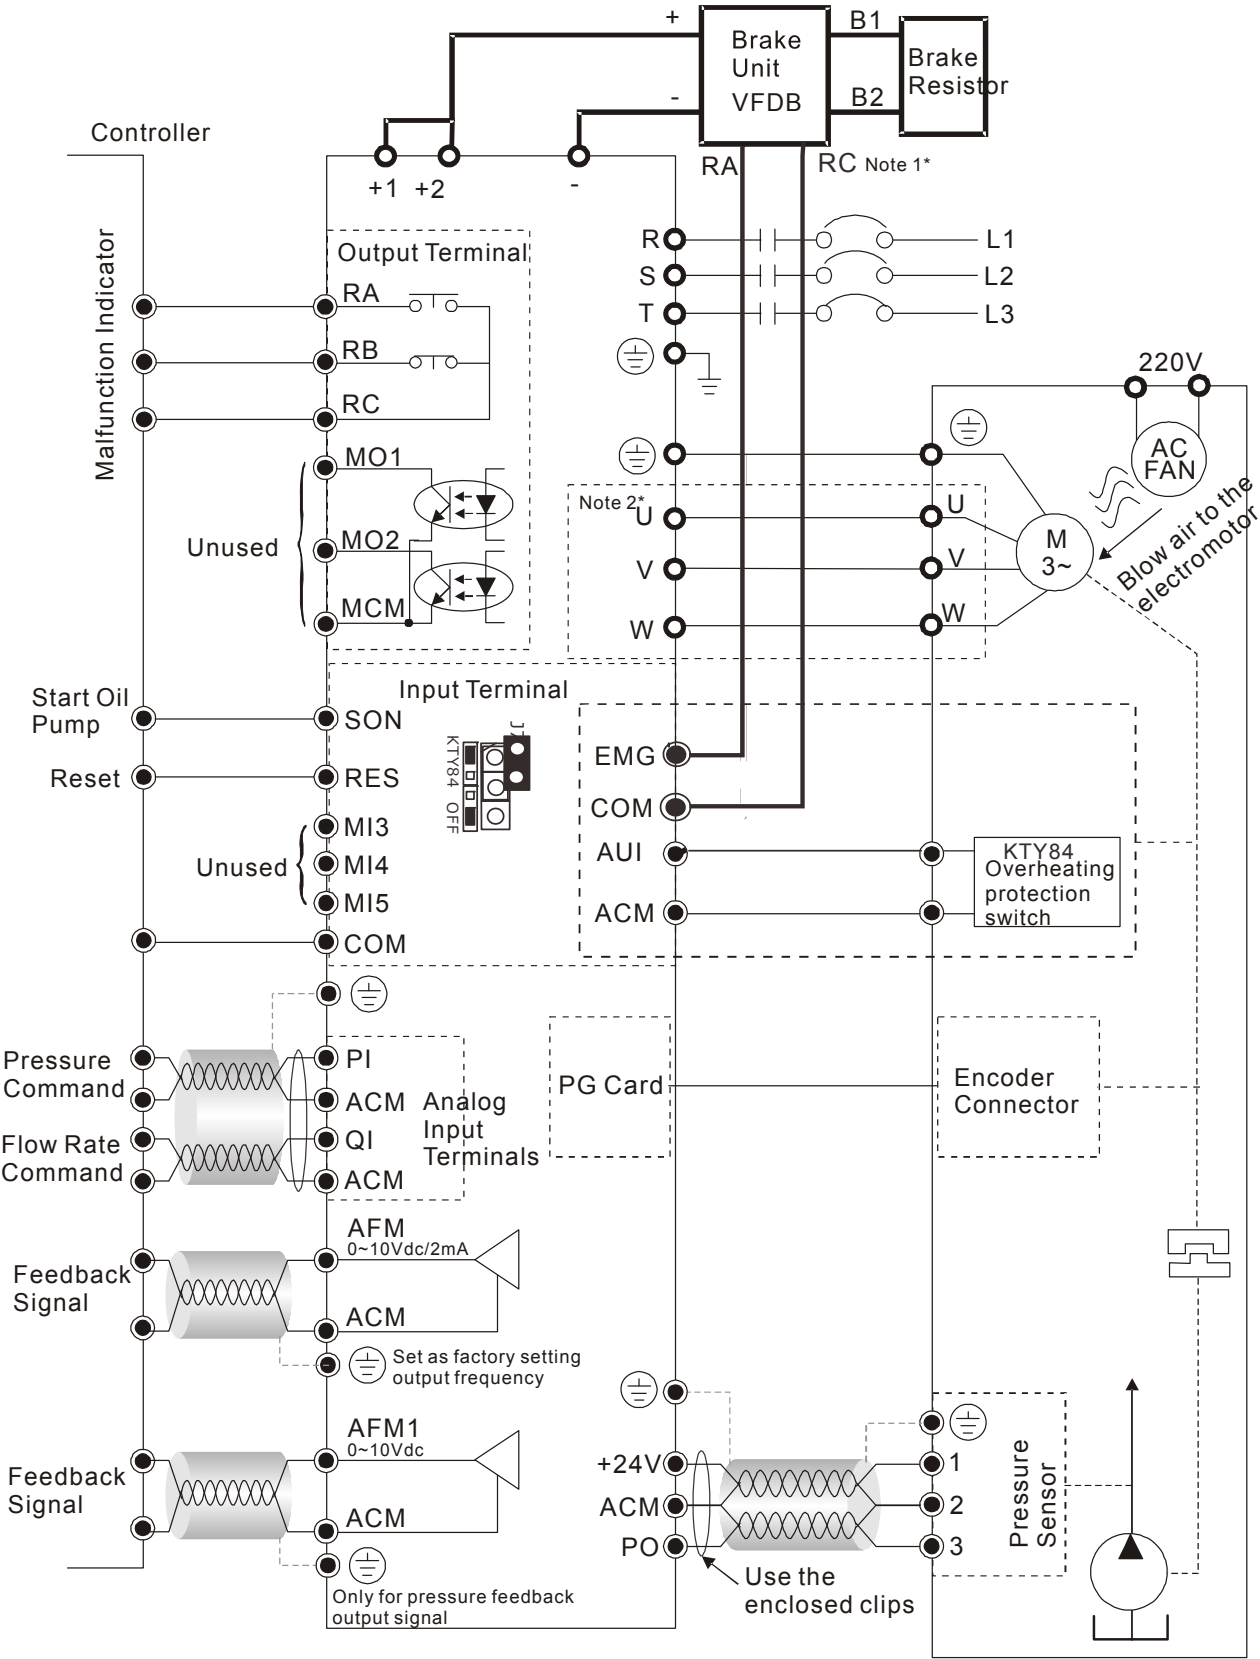 +
B1
Brake
Unit
VFDB
Brake
Resistor
-
B2
Controller
RA
RC Note 1*
+1 +2
-
Malfunction Indicator
Output Terminal
R
L1
S
L2
T
L3
RA
RB
RC
220V
AC
FAN
Blow air to the
electromotor
MO1
Unused
MO2
MCM
Note 2*
U
U
V
V
W
W
M
3~
Start Oil
Pump
Input Terminal
SON
KTY84 OFF
EMG
Reset
RES
COM
MI3
Unused
MI4
MI5
AUI
KTY84
Overheating
protection
switch
ACM
COM
Pressure
Command
PI
ACM
Analog
Input
Terminals
Flow Rate
Command
QI
ACM
PG Card
Encoder
Connector
AFM
0~10Vdc/2mA
Feedback
Signal
ACM
Set as factory setting
output frequency
AFM1
0~10Vdc
Feedback
Signal
ACM
Only for pressure feedback
output signal
+24V
1
ACM
2
PO
3
Pressure
Sensor
Use the
enclosed clips